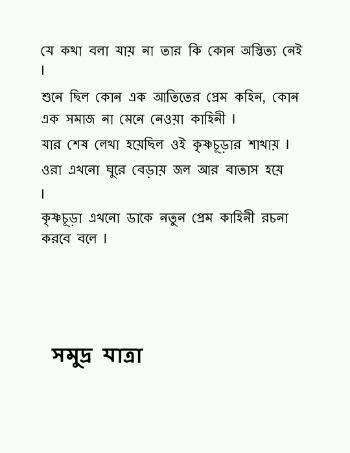 যে কথা বলা যায় না তার কি কোন অস্তিত্য নেই
।
শুনে ছিল কোন এক আতিতের প্রেম কহিন, কোন
এক সমাজ না মেনে নেওয়া কাহিনী ।
যার শেষ লেখা হয়েছিল ওই কৃষ্ণচূড়ার শাখায় ।
ওরা এখনো ঘুরে বেড়ায় জল আর বাতাস হয়ে
।
কৃষ্ণচূড়া এখনো ডাকে নতুন প্রেম কাহিনী রচনা
করবে বলে ।
সমুদ্র যাত্রা